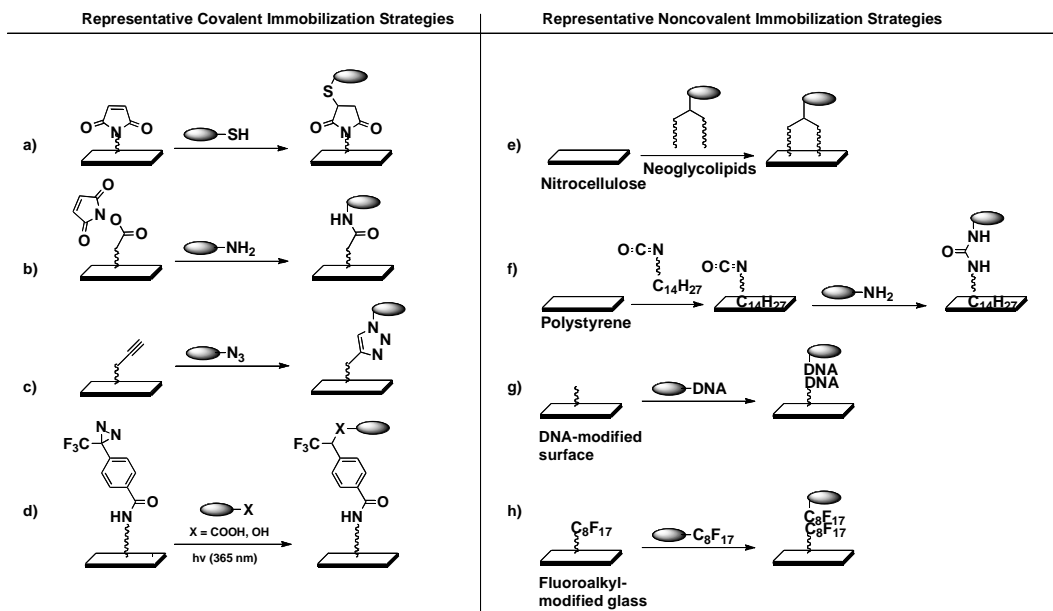 Representative Covalent Immobilization Strategies
Representative Noncovalent Immobilization Strategies
a)
O
N
O
SH
S
O
N
O
b)
O
N
O
O
O
NH2
HN
O
c)
N3
N
N
N
d)
N
N
F3C
O
HN
X
X = COOH, OH
hv (365 nm)
X
F3C
O
HN
e)
Nitrocellulose
Neoglycolipids
f)
Polystyrene
O=C=N
C14H27
O=C=N
C14H27
NH2
NH
O
NH
C14H27
g)
DNA-modified
surface
DNA
DNA
DNA
h)
C8F17
Fluoroalkyl-
modified glass
C8F17
C8F17
C8F17